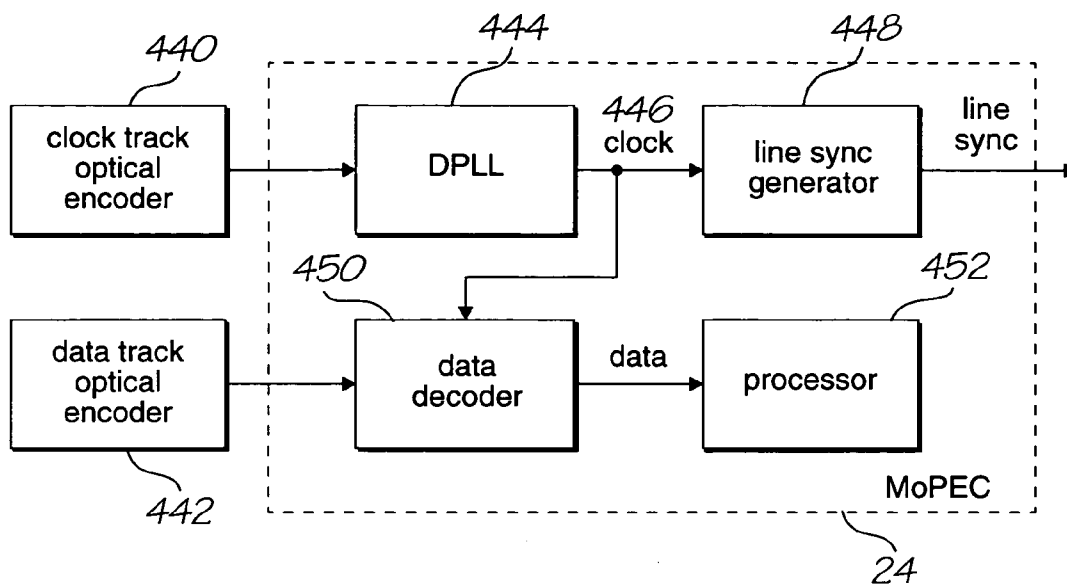 440
444
448
clock track
optical
encoder
DPLL
446
clock
line sync
generator
line
sync
450
452
data track
optical
encoder
data
decoder
data
processor
442
MoPEC
24